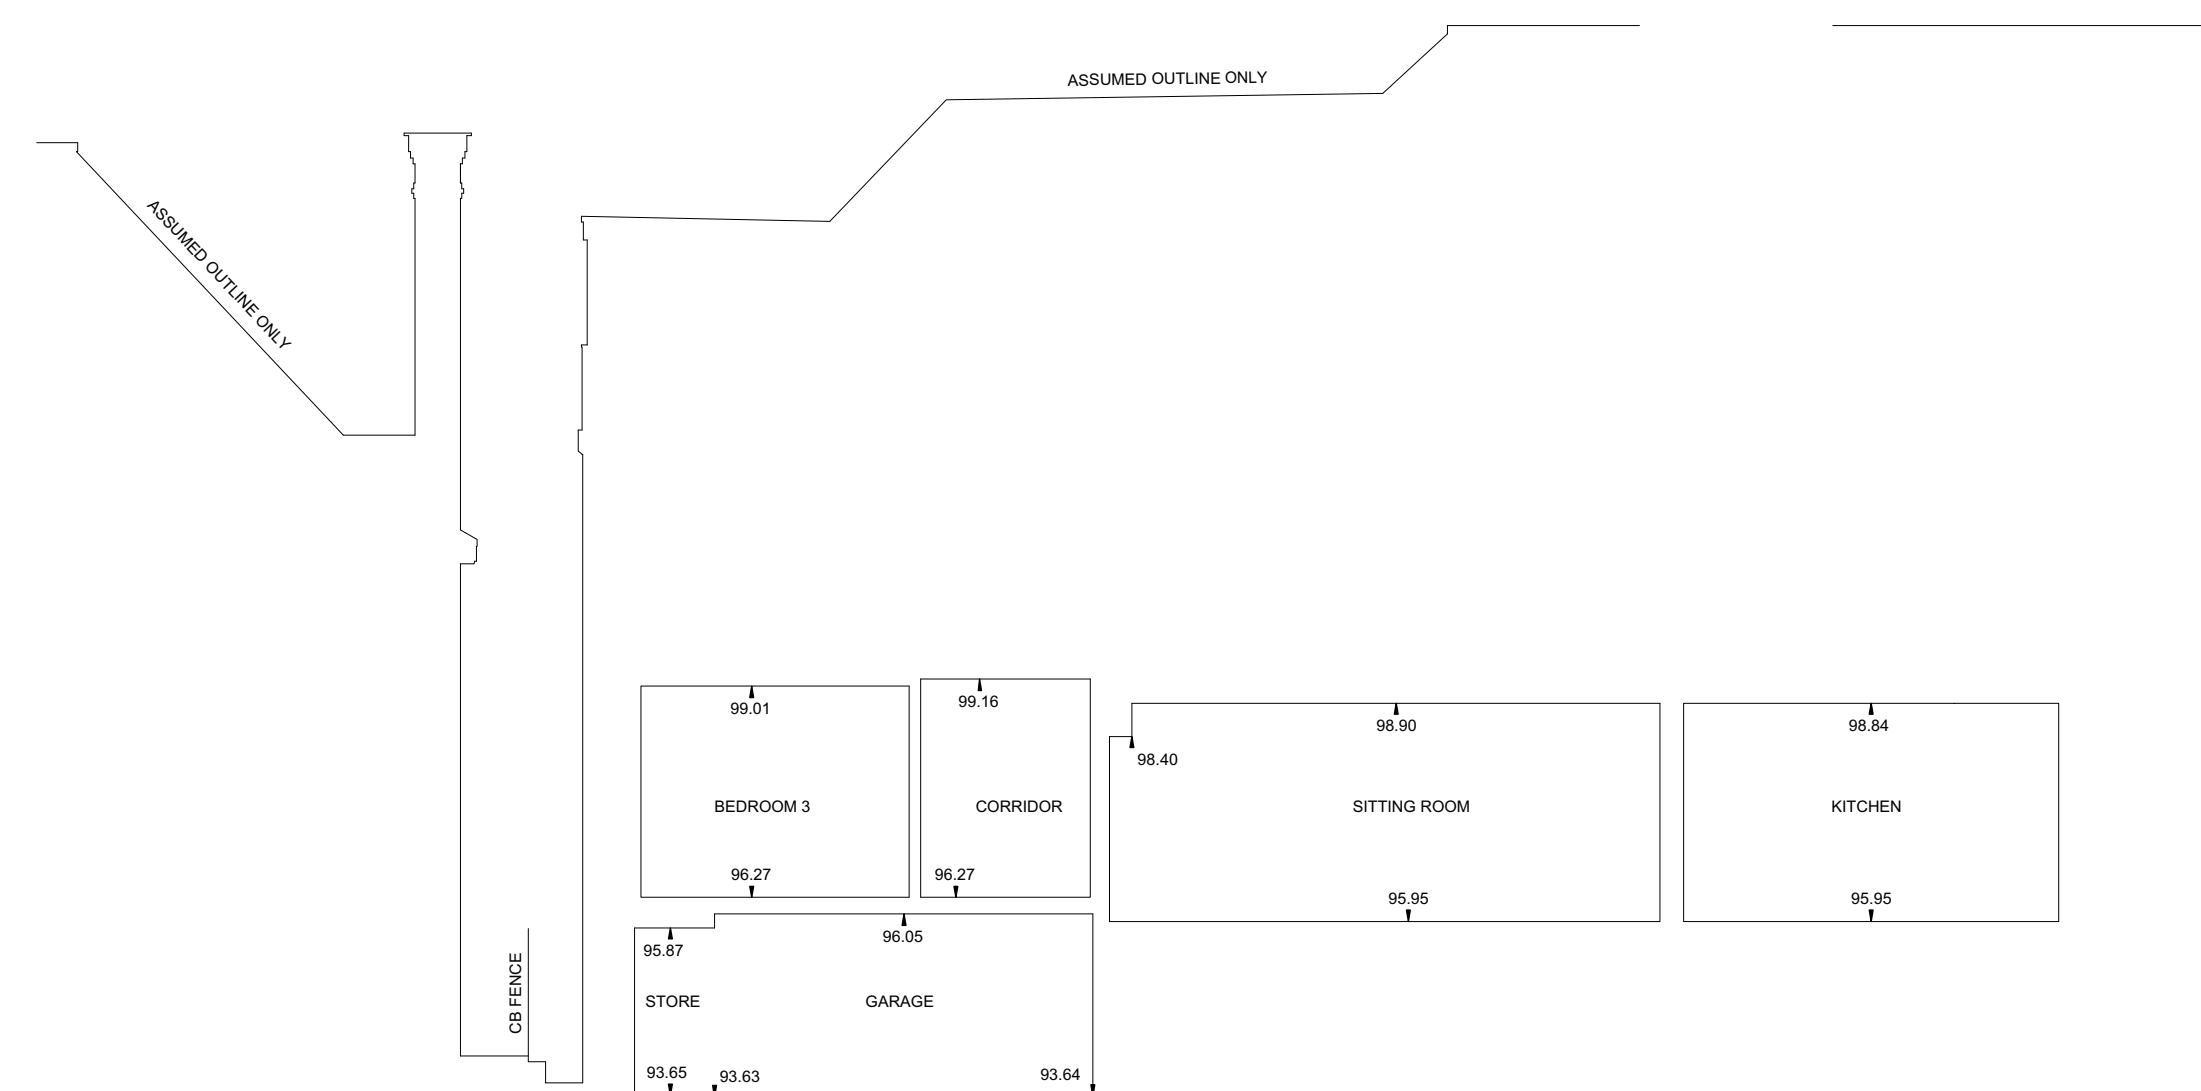 ASSUMED OUTLINE ONLY
ASSUMED OUTLINE ONLY
99.01
99.16
98.90
98.84
98.40
BEDROOM 3
CORRIDOR
SITTING ROOM
KITCHEN
96.27
96.27
95.95
95.95
95.87
96.05
CB FENCE
STORE
GARAGE
93.65
93.63
93.64